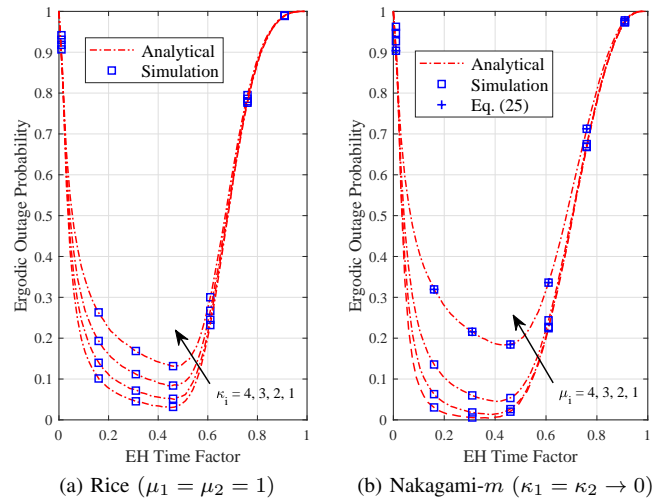 Ergodic Outage Probability
1
0.9
0.8
0.7
0.6
0.5
0.4
0.3
0.2
0.1
0
Analytical
Simulation
κi = 4, 3, 2, 1
0 0.2 0.4 0.6 0.8 1
EH Time Factor
(a) Rice (μ1 = μ2 = 1)
Ergodic Outage Probability
1
0.9
0.8
0.7
0.6
0.5
0.4
0.3
0.2
0.1
0
Analytical
Simulation
Eq. (25)
μi = 4, 3, 2, 1
0 0.2 0.4 0.6 0.8 1
EH Time Factor
(b) Nakagami-m (κ1 = κ2 → 0)